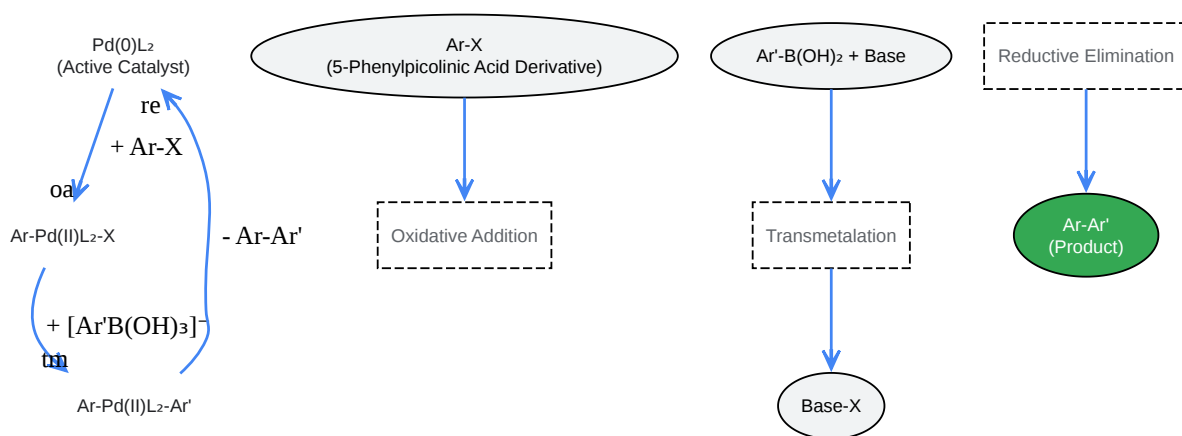 Pd(0)L₂
(Active Catalyst)
Ar-X
(5-Phenylpicolinic Acid Derivative)
Ar'-B(OH)₂ + Base
Reductive Elimination
re
+ Ar-X
oa
Ar-Pd(II)L₂-X
- Ar-Ar'
Oxidative Addition
Transmetalation
Ar-Ar'
(Product)
+ [Ar'B(OH)₃]⁻
tm
Ar-Pd(II)L₂-Ar'
Base-X